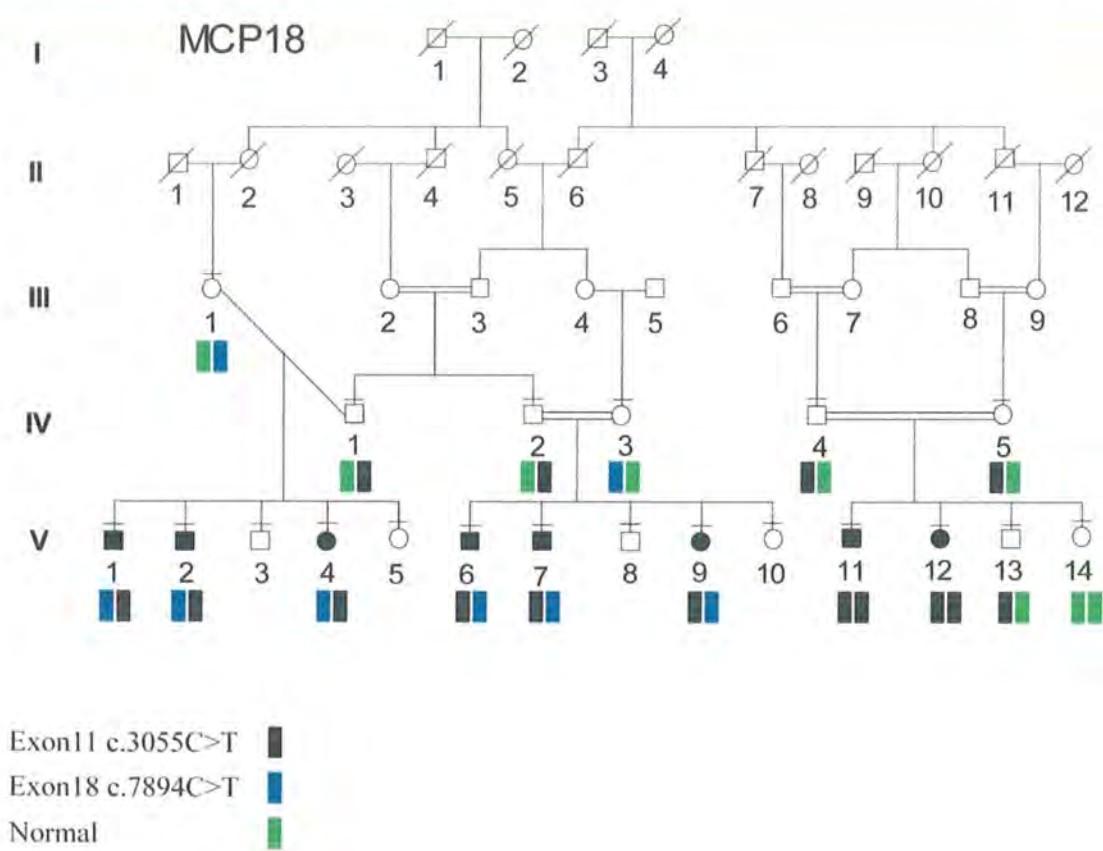 MCP18
I
1 2 3 4
II
1 2 3 4 5 6 7 8 9 10 11 12
III
1 2 3 4 5 6 7 8 9
IV
1 2 3 4 5
V
1 2 3 4 5 6 7 8 9 10 11 12 13 14
Exon11 c.3055C>T
Exon18 c.7894C>T
Normal